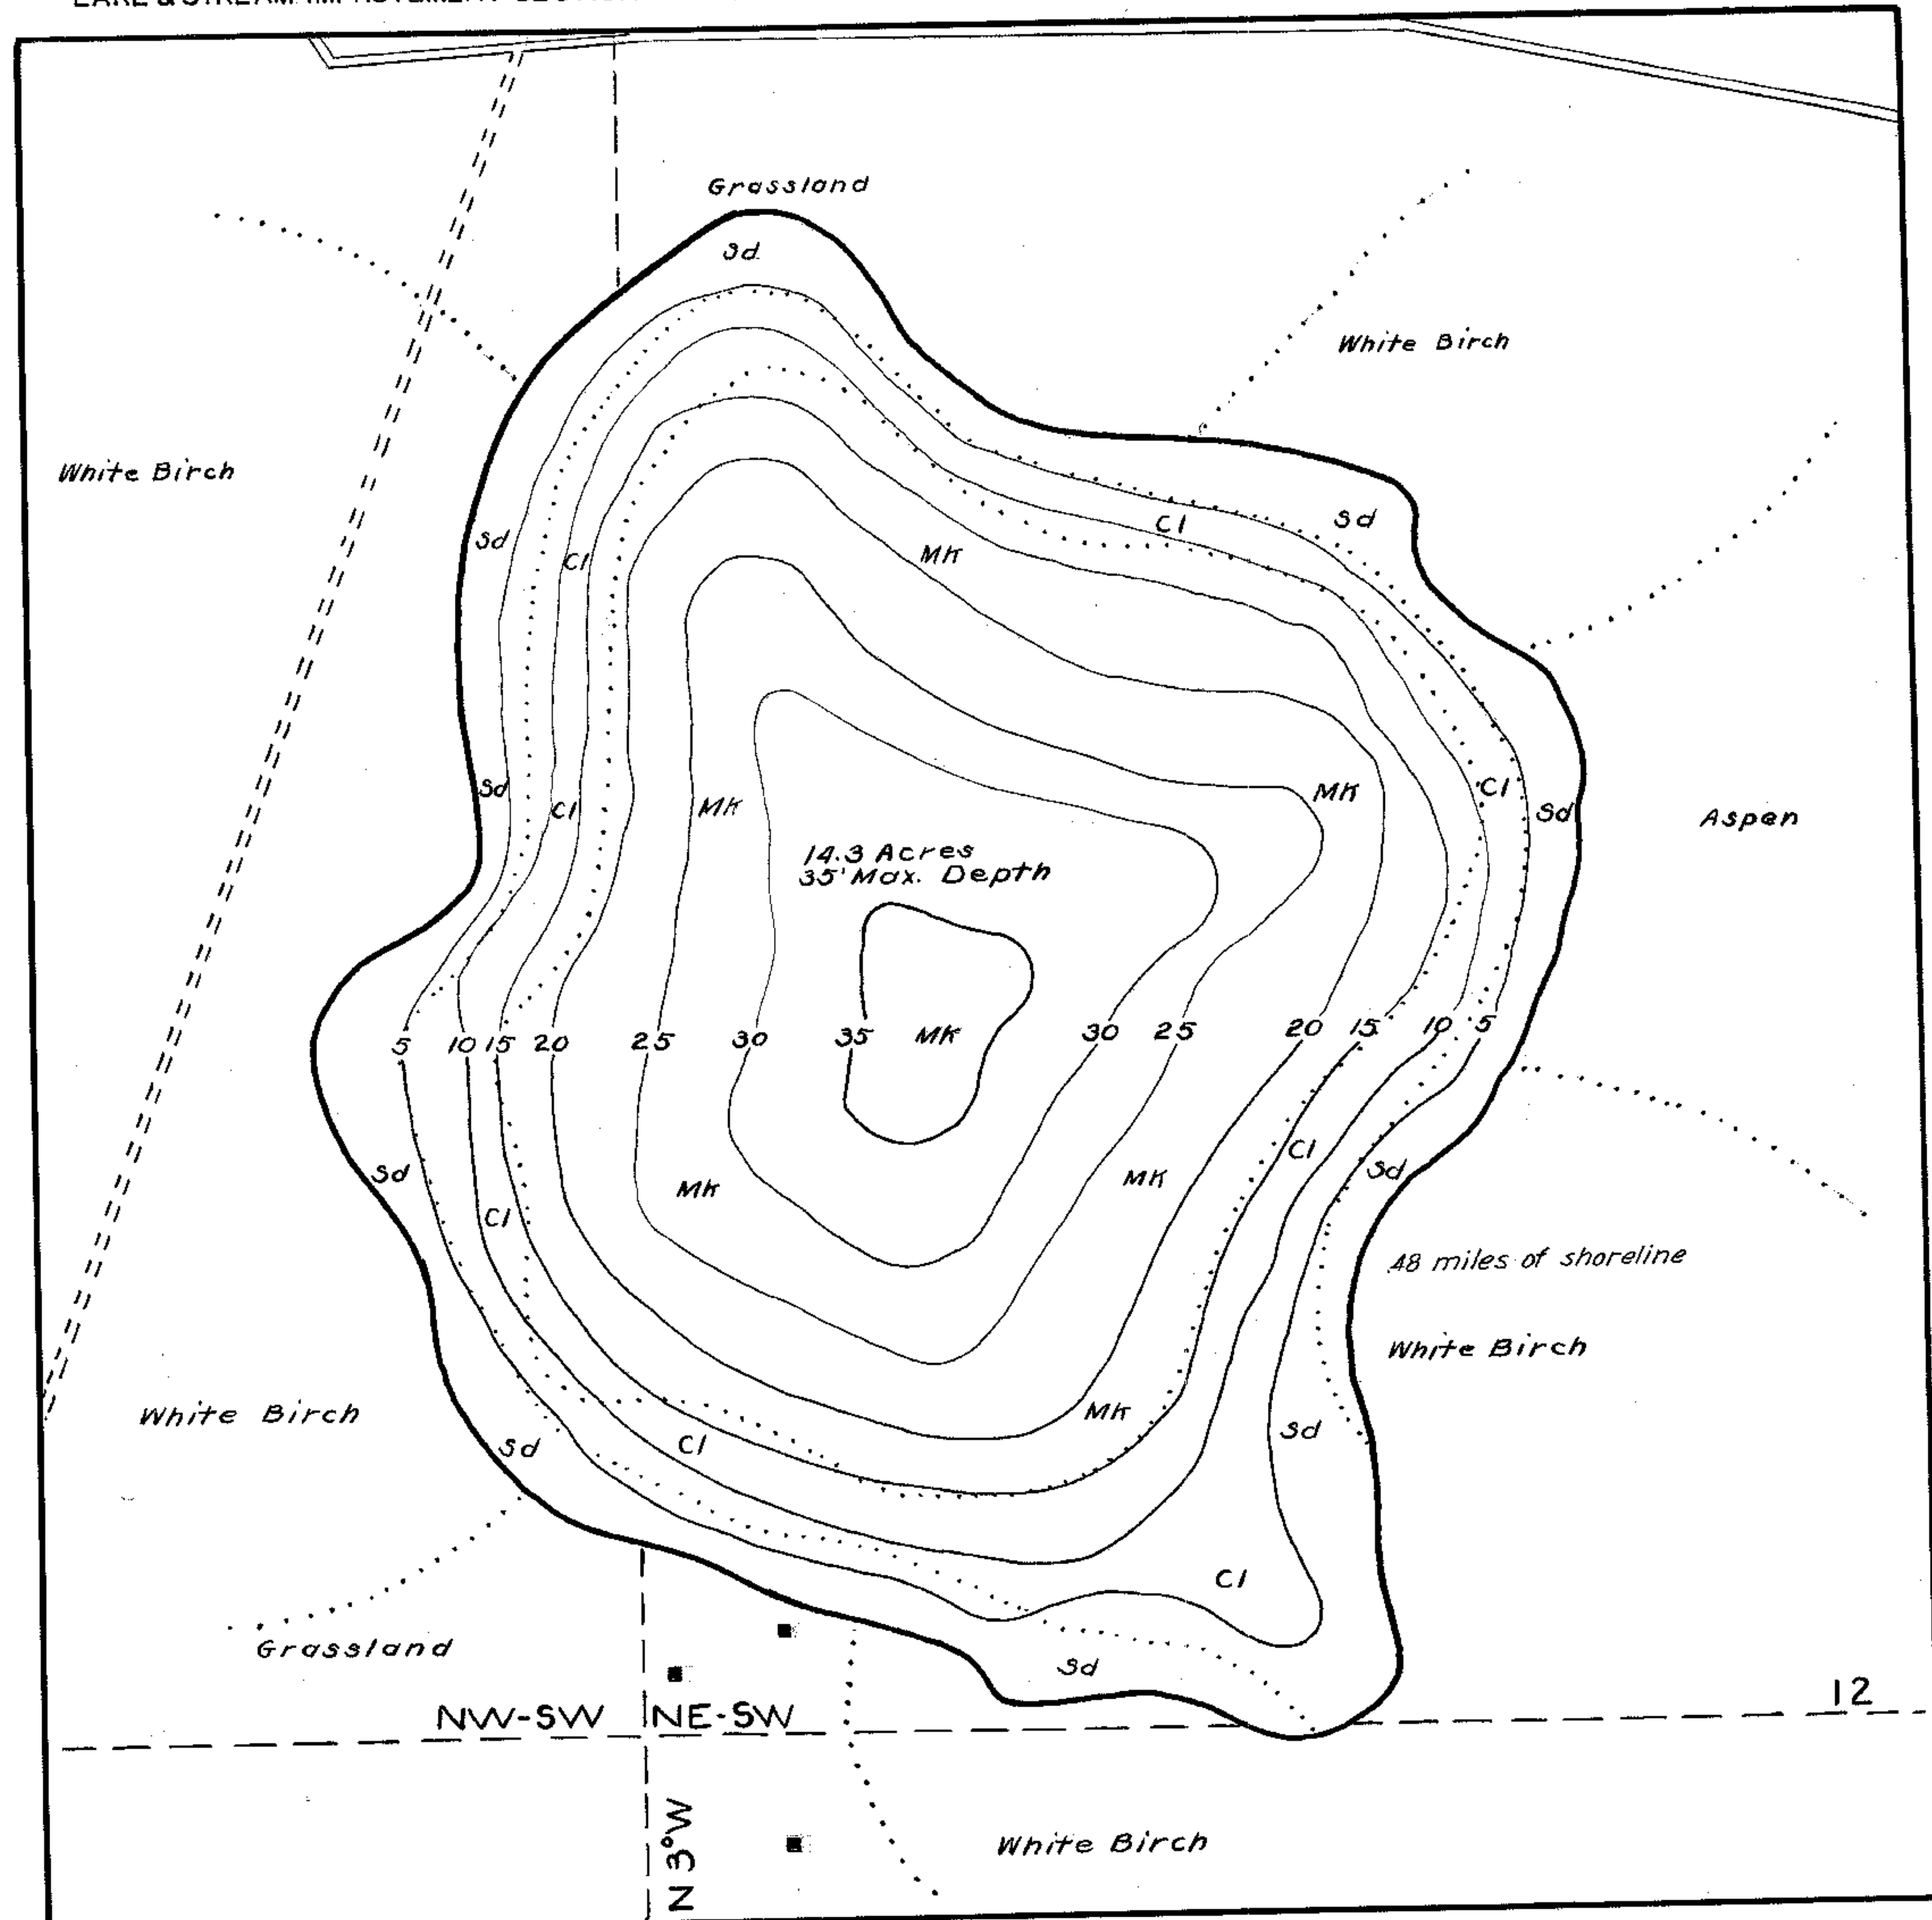 Grassland
Sd
White Birch
White Birch
Sd
Cl
Sd
Cl
MK
Sd
Cl
MK
MK
Cl
Sd
Aspen
14.3 Acres
35' Max. Depth
5 10 15 20 25 30 35 MK 30 25 20 15 10 5
Sd
Cl
MK
MK
Cl
Sd
.48 miles of shoreline
White Birch
White Birch
Sd
Cl
MK
Sd
Cl
Grassland
Sd
NW-SW NE-SW
12
N 3°W
White Birch